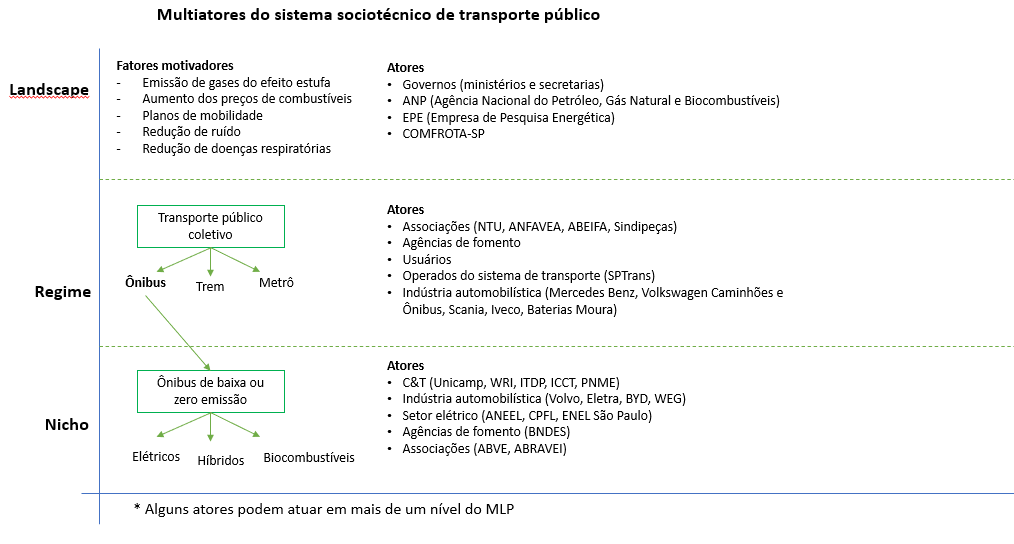 Multiatores do sistema sociotécnico de transporte público
Landscape
Fatores motivadores
- Emissão de gases do efeito estufa
- Aumento dos preços de combustíveis
- Planos de mobilidade
- Redução de ruído
- Redução de doenças respiratórias
Atores
• Governos (ministérios e secretarias)
• ANP (Agência Nacional do Petróleo, Gás Natural e Biocombustíveis)
• EPE (Empresa de Pesquisa Energética)
• COMFROTA-SP
Regime
Transporte público
coletivo
Ônibus
Trem
Metrô
Atores
• Associações (NTU, ANFAVEA, ABEIFA, Sindipeças)
• Agências de fomento
• Usuários
• Operados do sistema de transporte (SPTrans)
• Indústria automobilística (Mercedes Benz, Volkswagen Caminhões e
Ônibus, Scania, Iveco, Baterias Moura)
Nicho
Ônibus de baixa ou
zero emissão
Elétricos
Híbridos
Biocombustíveis
Atores
• C&T (Unicamp, WRI, ITDP, ICCT, PNME)
• Indústria automobilística (Volvo, Eletra, BYD, WEG)
• Setor elétrico (ANEEL, CPFL, ENEL São Paulo)
• Agências de fomento (BNDES)
• Associações (ABVE, ABRAVEI)
* Alguns atores podem atuar em mais de um nível do MLP